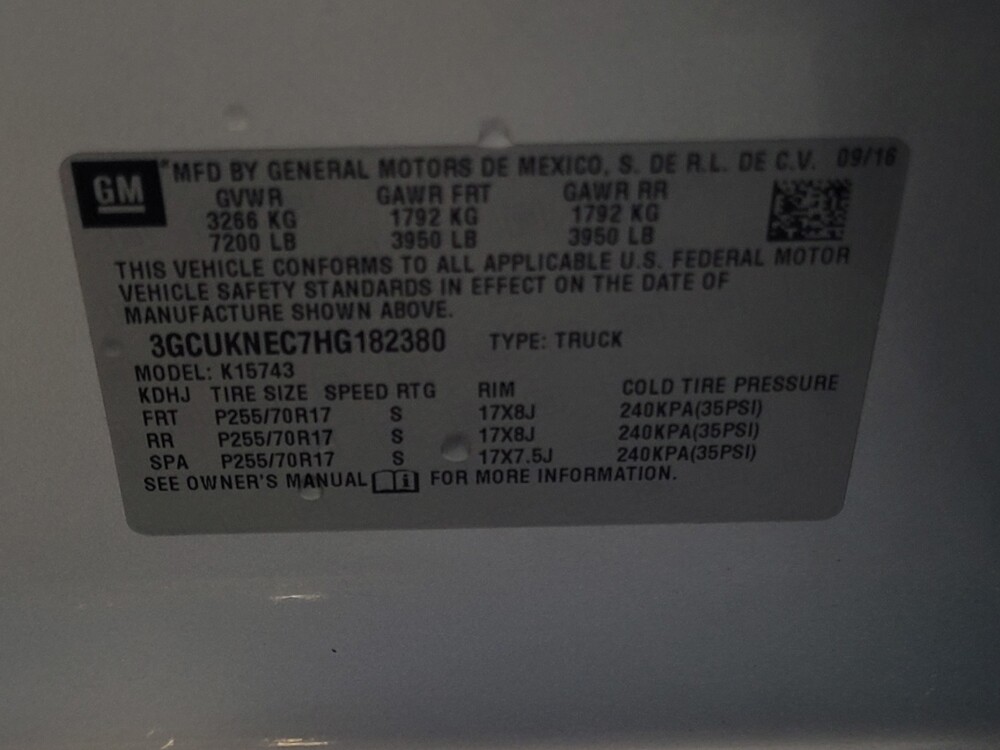 GM *MFD BY GENERAL MOTORS DE MEXICO, S. DE R.L. DE C.V. 09/16
GVWR GAWR FRT GAWR RR
3266 KG 1792 KG 1792 KG
7200 LB 3950 LB 3950 LB
THIS VEHICLE CONFORMS TO ALL APPLICABLE U.S. FEDERAL MOTOR
VEHICLE SAFETY STANDARDS IN EFFECT ON THE DATE OF
MANUFACTURE SHOWN ABOVE.
3GCUKNEC7HG182380 TYPE: TRUCK
MODEL: K15743
KDHJ TIRE SIZE SPEED RTG RIM COLD TIRE PRESSURE
FRT P255/70R17 S 17X8J 240KPA(35PSI)
RR P255/70R17 S 17X8J 240KPA(35PSI)
SPA P255/70R17 S 17X7.5J 240KPA(35PSI)
SEE OWNER'S MANUAL FOR MORE INFORMATION.